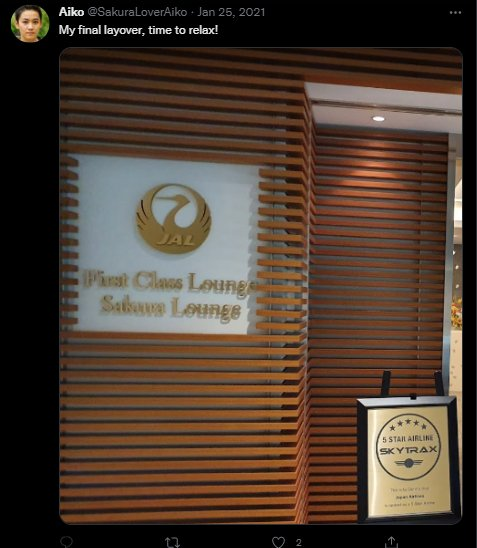 Aiko @SakuraLoverAiko · Jan 25, 2021
My final layover, time to relax!
JAL
First Class Lounge
Sakura Lounge
5 STAR AIRLINE
SKYTRAX
Japan Airlines
2